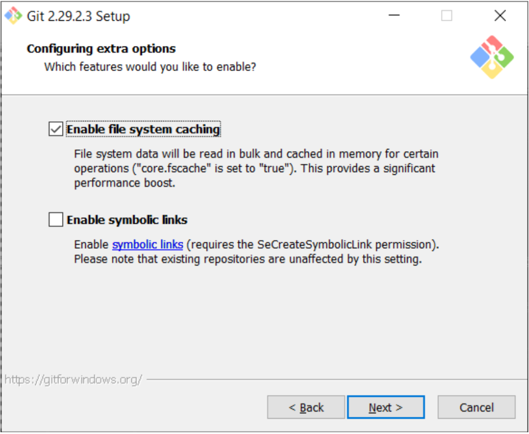 Git 2.29.2.3 Setup
Configuring extra options
Which features would you like to enable?
Enable file system caching
File system data will be read in bulk and cached in memory for certain
operations ("core.fscache" is set to "true"). This provides a significant
performance boost.
Enable symbolic links
Enable symbolic links (requires the SeCreateSymbolicLink permission).
Please note that existing repositories are unaffected by this setting.
https://gitforwindows.org/
< Back
Next >
Cancel